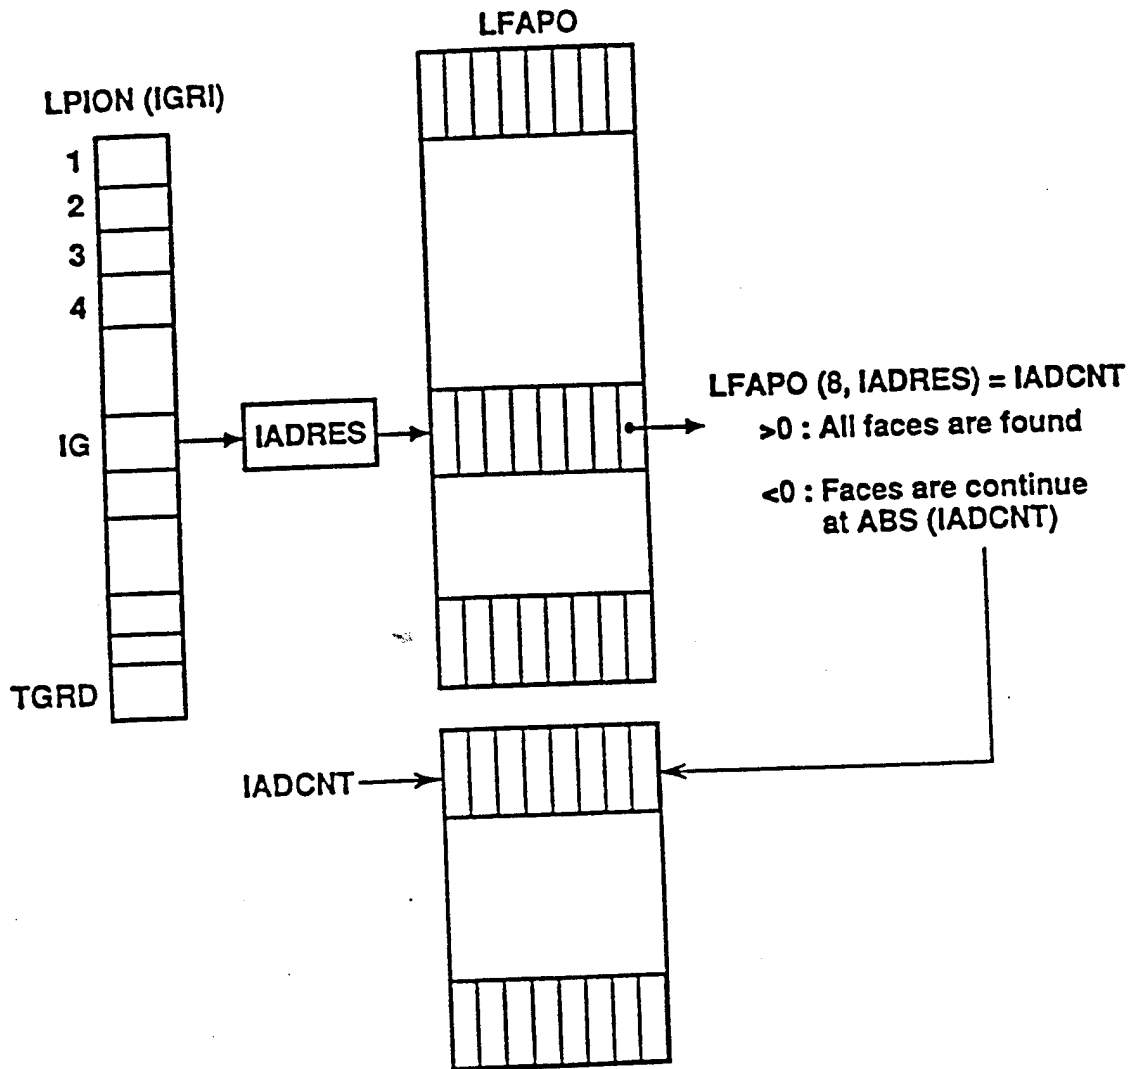 LFAPO
LPION (IGRI)
1
2
3
4
IG
TGRD
IADRES
LFAPO (8, IADRES) = IADCNT
>0 : All faces are found
<0 : Faces are continue
at ABS (IADCNT)
IADCNT